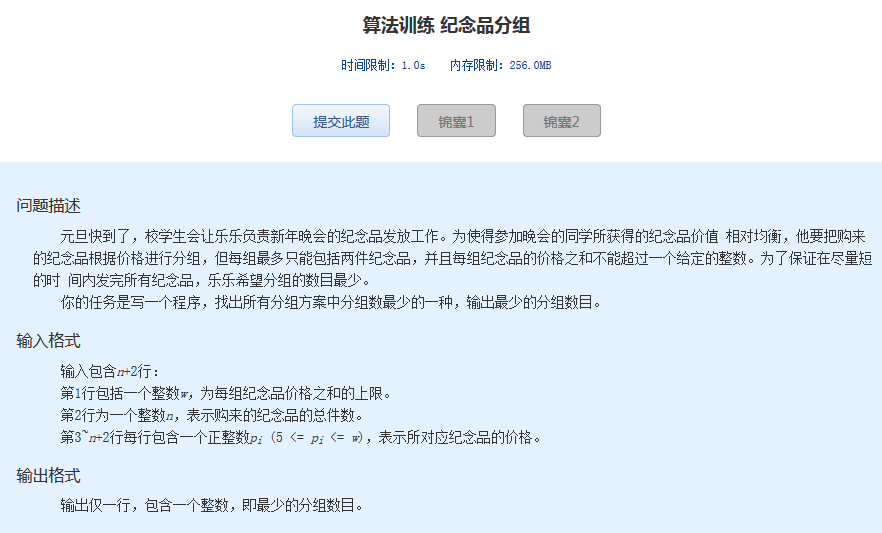 算法训练 纪念品分组
时间限制：1.0s 内存限制：256.0MB
提交此题 锦囊1 锦囊2
问题描述
元旦快到了，校学生会让乐乐负责新年晚会的纪念品发放工作。为使得参加晚会的同学所获得的纪念品价值 相对均衡，他要把购来
的纪念品根据价格进行分组，但每组最多只能包括两件纪念品，并且每组纪念品的价格之和不能超过一个给定的整数。为了保证在尽量短
的时 间内发完所有纪念品，乐乐希望分组的数目最少。
你的任务是写一个程序，找出所有分组方案中分组数最少的一种，输出最少的分组数目。
输入格式
输入包含n+2行：
第1行包括一个整数w，为每组纪念品价格之和的上限。
第2行为一个整数n，表示购来的纪念品的总件数。
第3~n+2行每行包含一个正整数pi (5 <= pi <= w)，表示所对应纪念品的价格。
输出格式
输出仅一行，包含一个整数，即最少的分组数目。